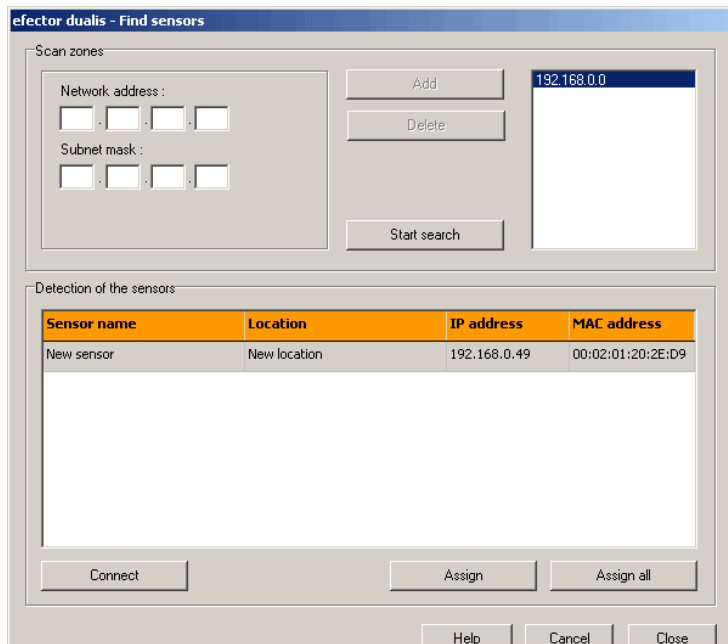 efector dualis - Find sensors
Scan zones
Network address :
Add
192.168.0.0
. . .
Delete
Subnet mask :
. . .
Start search
Detection of the sensors
Sensor name Location IP address MAC address
New sensor New location 192.168.0.49 00:02:01:20:2E:D9
Connect Assign Assign all
Help Cancel Close